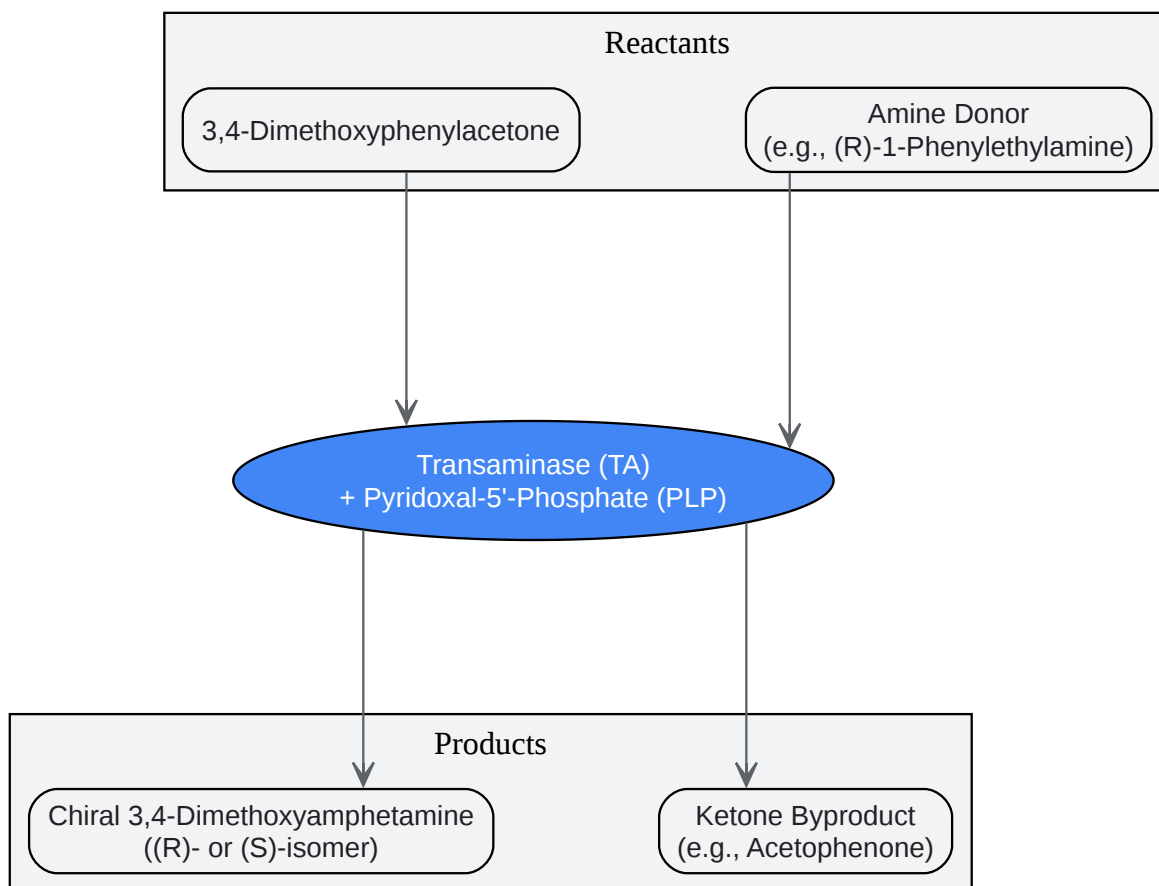 Reactants
3,4-Dimethoxyphenylacetone
Amine Donor
(e.g., (R)-1-Phenylethylamine)
Transaminase (TA)
+ Pyridoxal-5'-Phosphate (PLP)
Products
Chiral 3,4-Dimethoxyamphetamine
((R)- or (S)-isomer)
Ketone Byproduct
(e.g., Acetophenone)